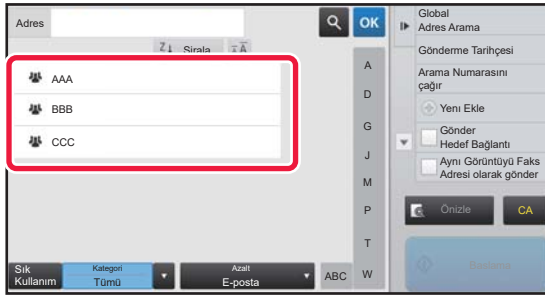 Adres
OK
Sırala
AAA
BBB
CCC
A
D
G
J
M
P
T
W
Sık
Kullanım
Kategori
Tümü
Azalt
E-posta
ABC
Global
Adres Arama
Gönderme Tarihçesi
Arama Numarasını
çağır
Yeni Ekle
Gönder
Hedef Bağlantı
Aynı Görüntüyü Faks
Adresi olarak gönder
Önizle
CA